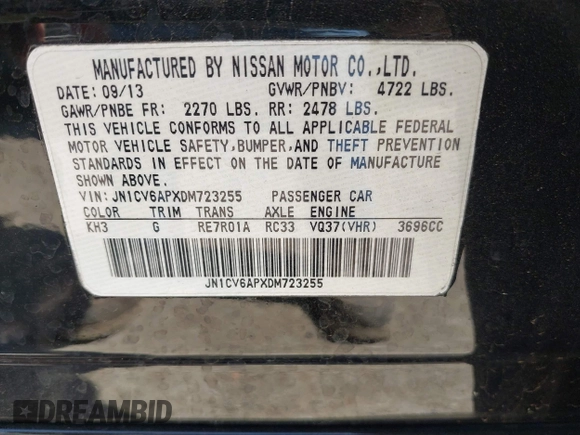 MANUFACTURED BY NISSAN MOTOR CO.,LTD.
DATE: 09/13 GVWR/PNBV: 4722 LBS.
GAWR/PNBE FR: 2270 LBS. RR: 2478 LBS.
THIS VEHICLE CONFORMS TO ALL APPLICABLE FEDERAL
MOTOR VEHICLE SAFETY,BUMPER,AND THEFT PREVENTION
STANDARDS IN EFFECT ON THE DATE OF MANUFACTURE
SHOWN ABOVE.
VIN:JN1CV6APXDM723255 PASSENGER CAR
COLOR TRIM TRANS AXLE ENGINE
KH3 G RE7R01A RC33 VQ37(VHR) 3696CC
JN1CV6APXDM723255
DREAMBID